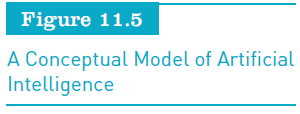 Figure 11.5
A Conceptual Model of Artificial
Intelligence